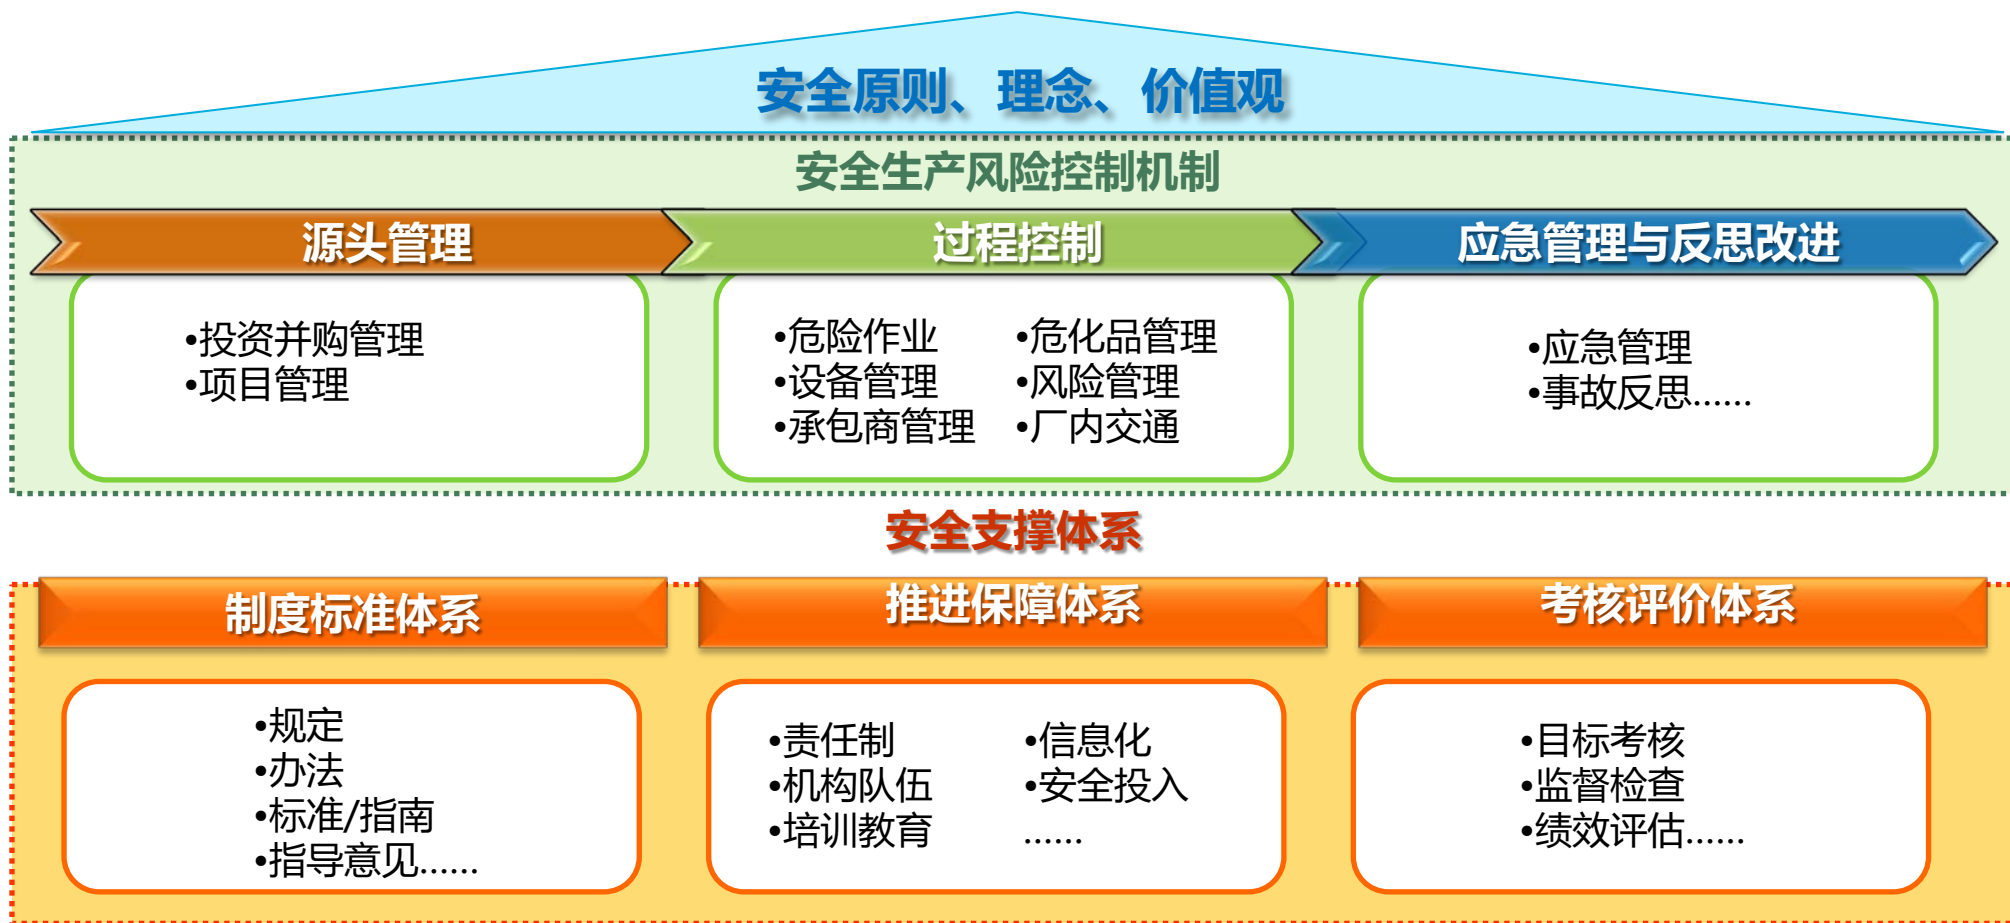 安全原则、理念、价值观
安全生产风险控制机制
源头管理
过程控制
应急管理与反思改进
•投资并购管理
•项目管理
•危险作业
•设备管理
•承包商管理
•危化品管理
•风险管理
•厂内交通
•应急管理
•事故反思......
安全支撑体系
制度标准体系
推进保障体系
考核评价体系
•规定
•办法
•标准/指南
•指导意见......
•责任制
•机构队伍
•培训教育
•信息化
•安全投入
......
•目标考核
•监督检查
•绩效评估......